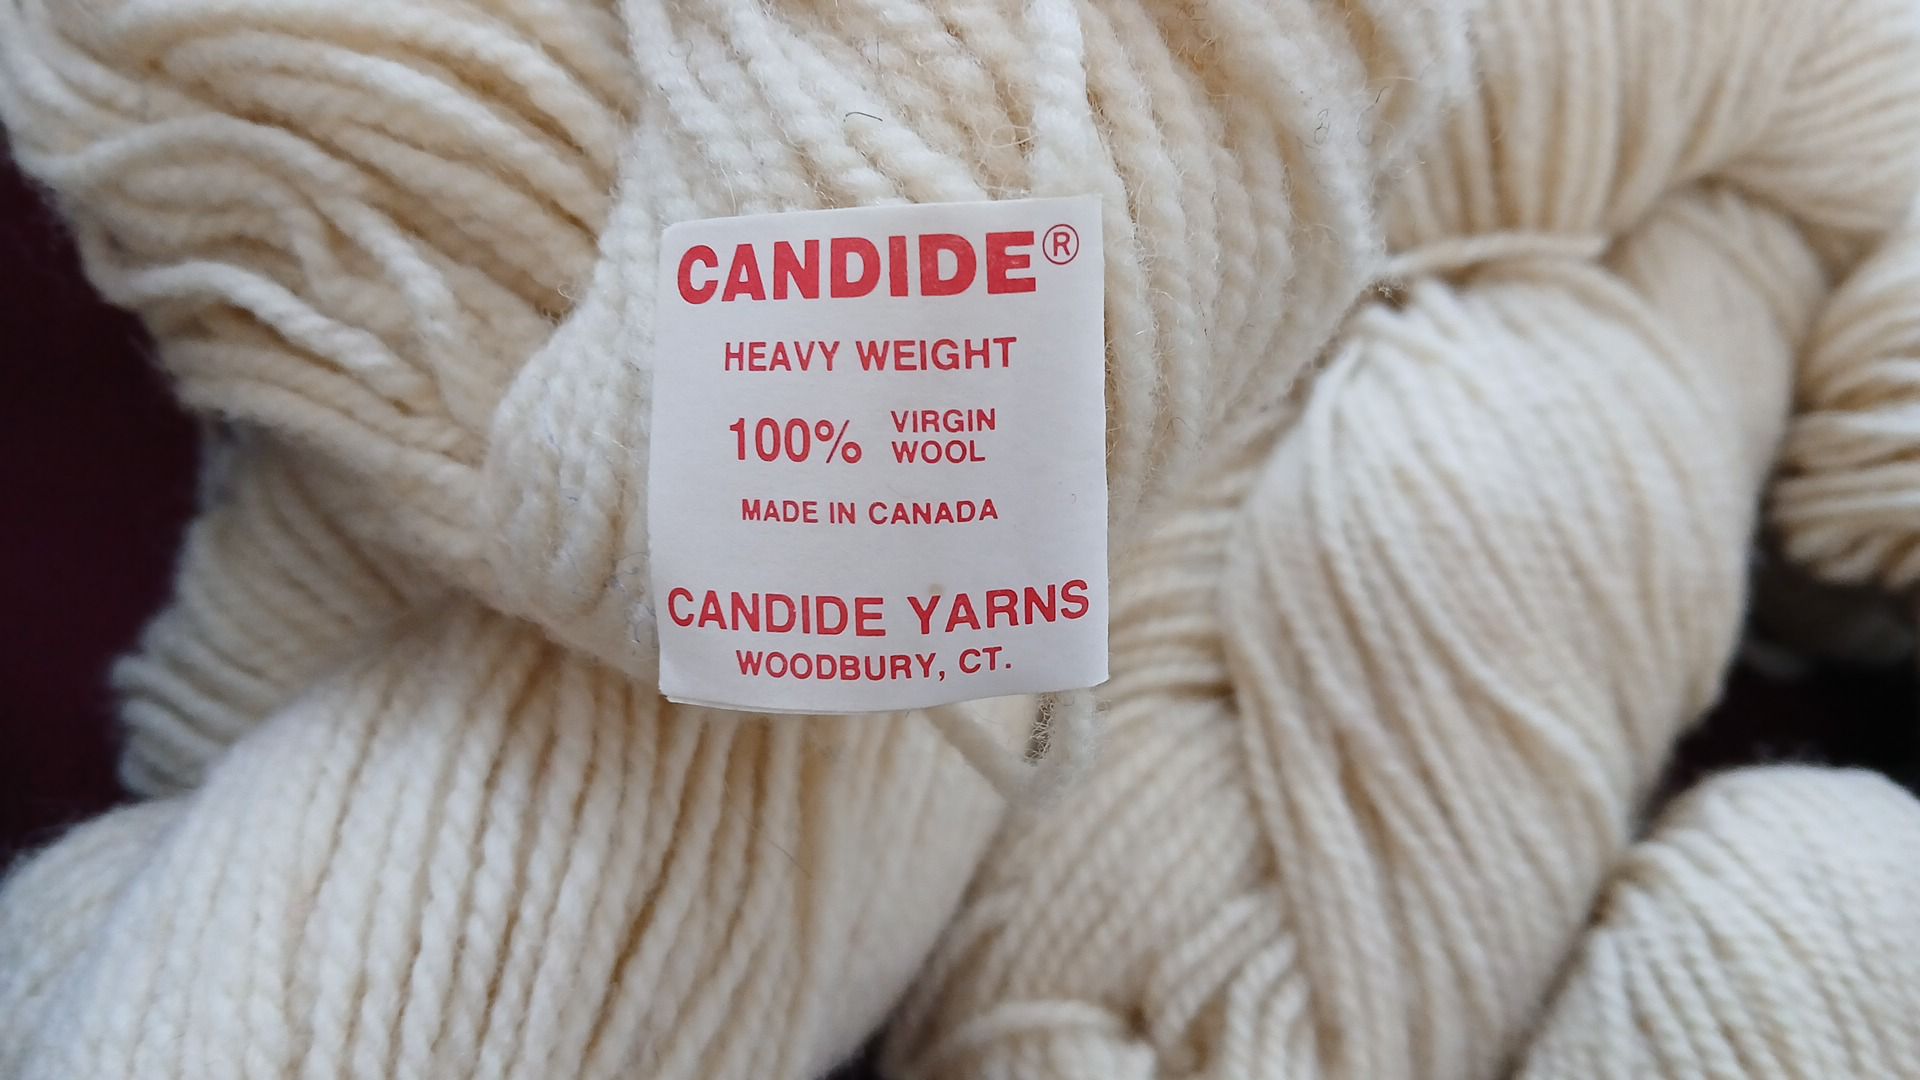 CANDIDE®
HEAVY WEIGHT
100% VIRGIN
WOOL
MADE IN CANADA
CANDIDE YARNS
WOODBURY, CT.